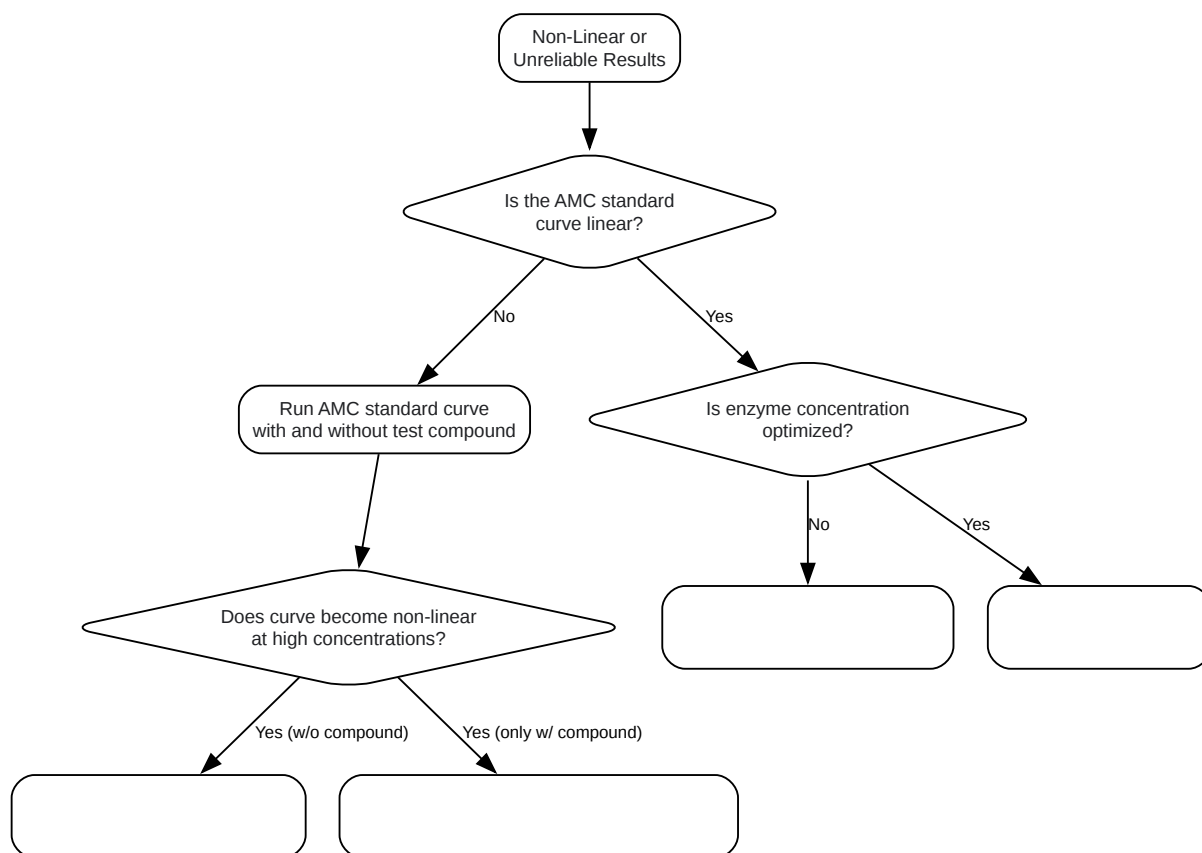 Non-Linear or
Unreliable Results
Is the AMC standard
curve linear?
No
Yes
Run AMC standard curve
with and without test compound
Is enzyme concentration
optimized?
No
Yes
Does curve become non-linear
at high concentrations?
Yes (w/o compound)
Yes (only w/ compound)